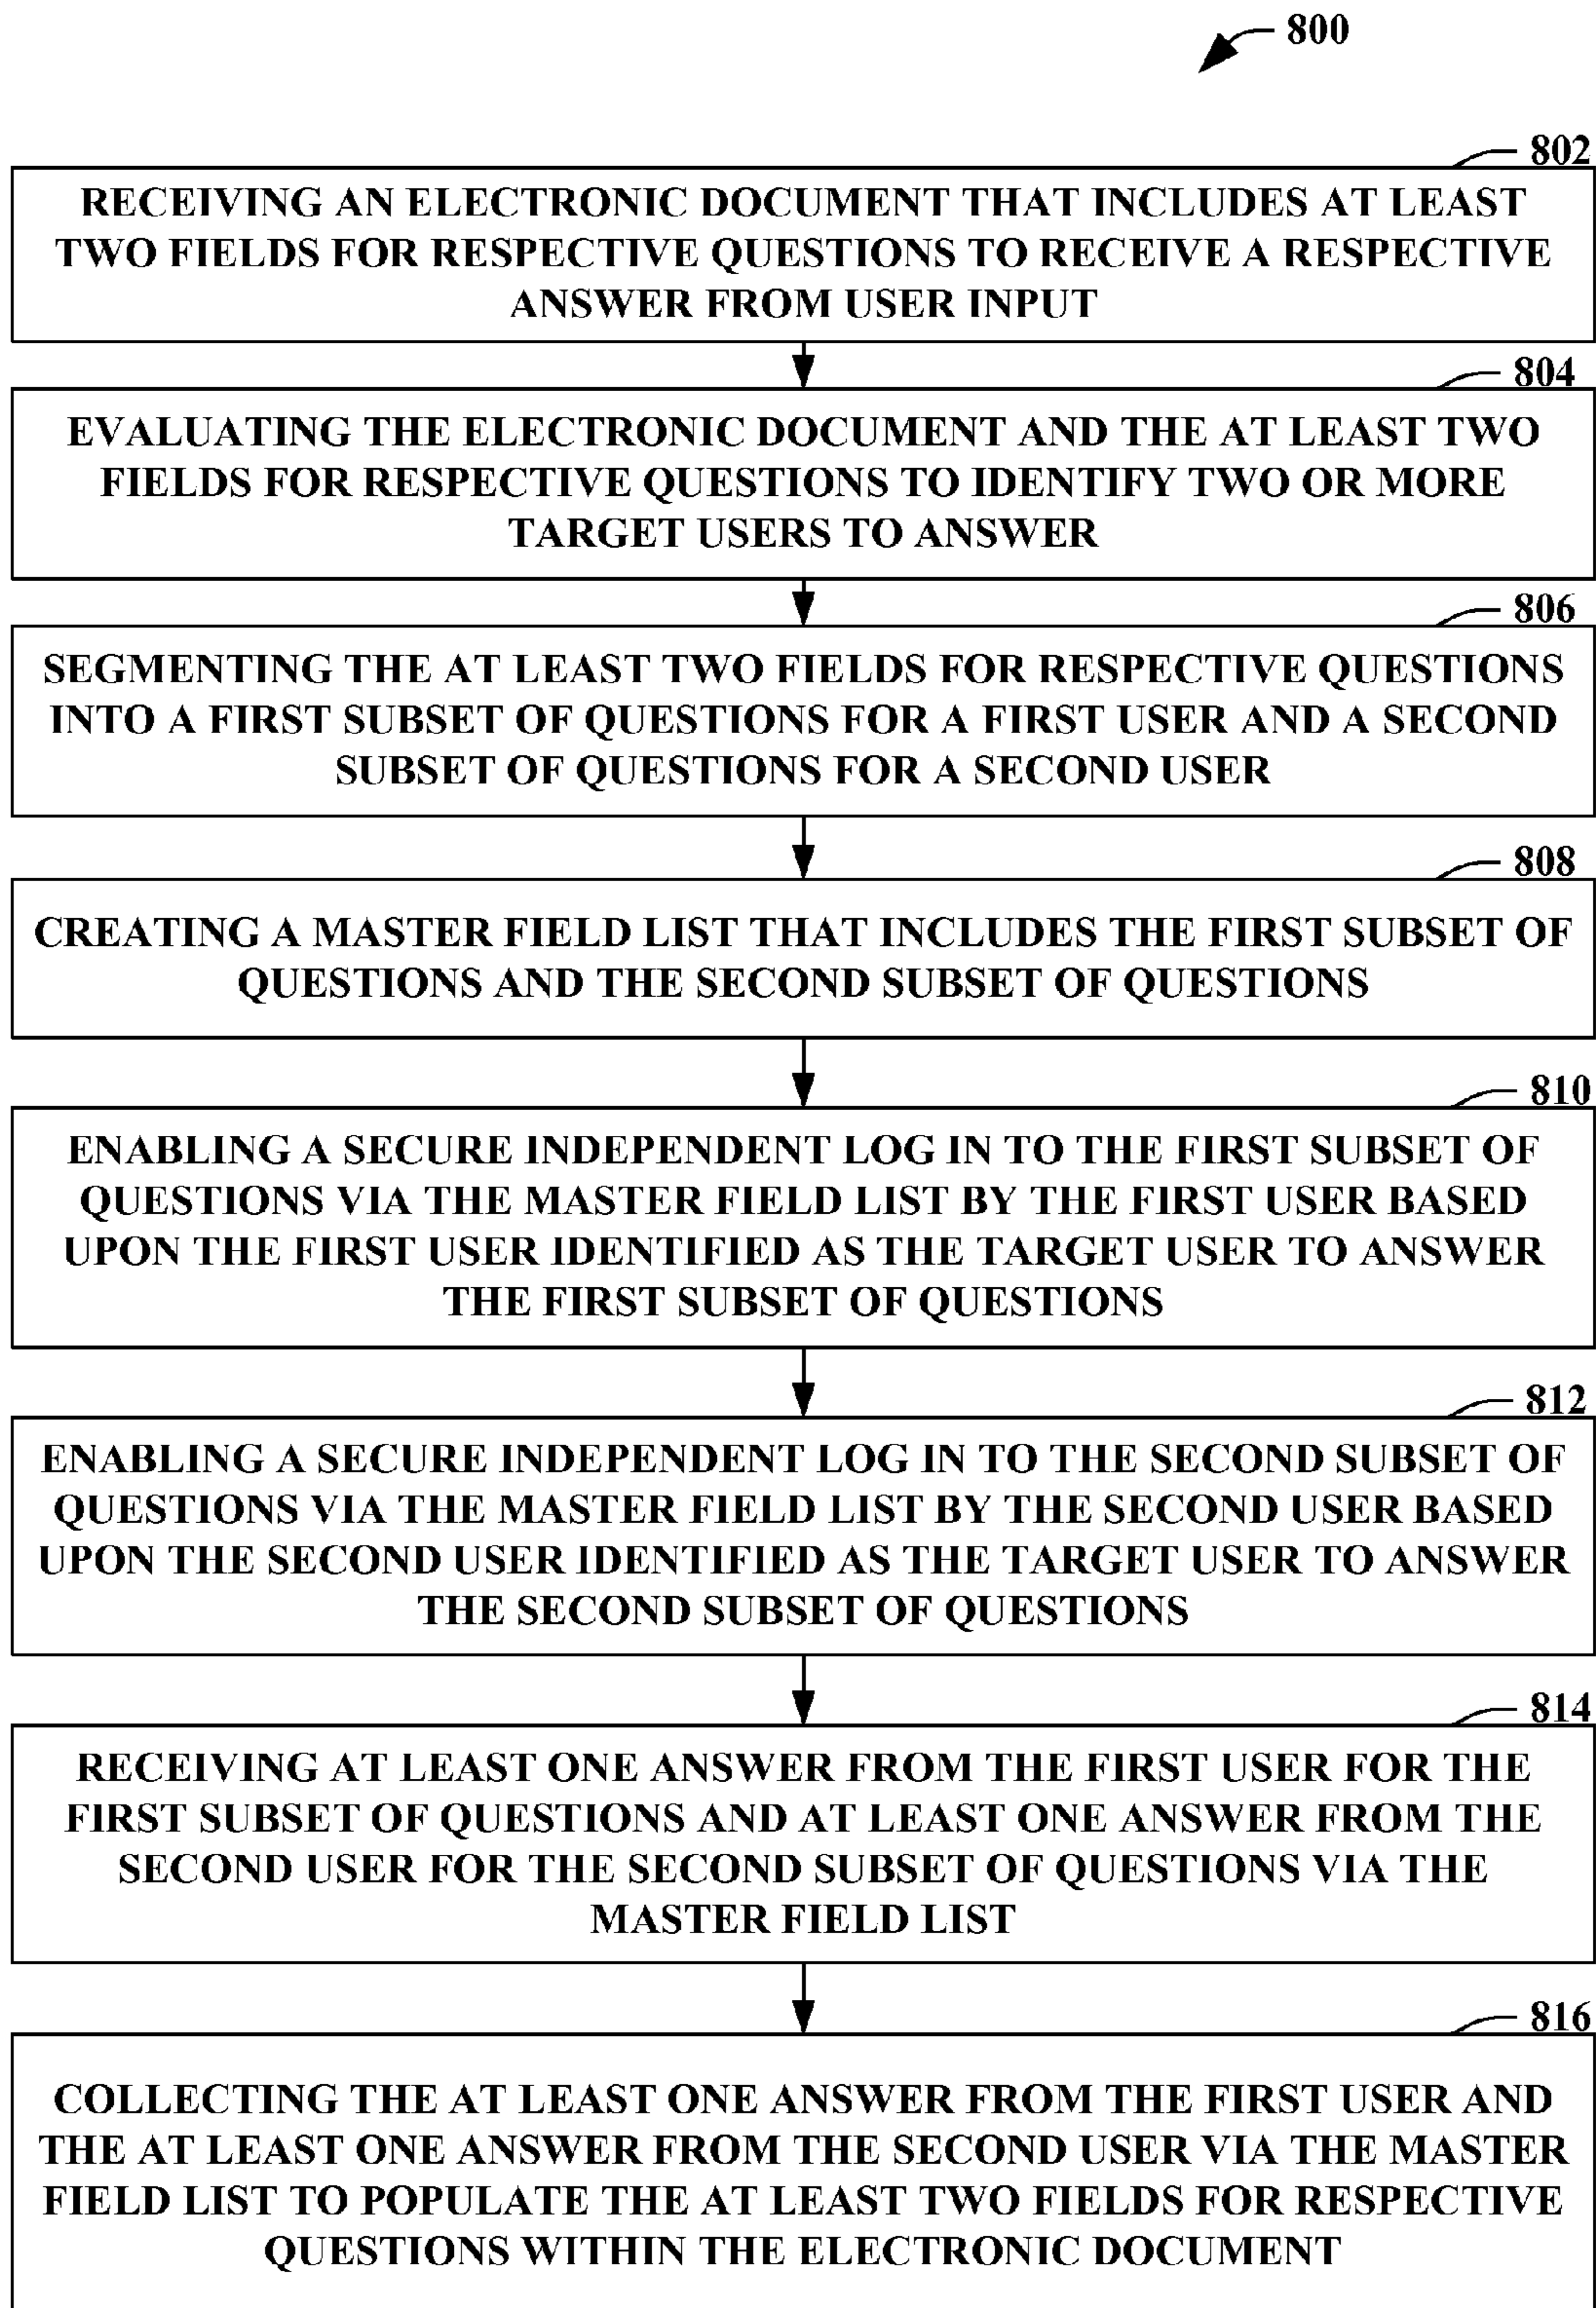 800
802
RECEIVING AN ELECTRONIC DOCUMENT THAT INCLUDES AT LEAST
TWO FIELDS FOR RESPECTIVE QUESTIONS TO RECEIVE A RESPECTIVE
ANSWER FROM USER INPUT
804
EVALUATING THE ELECTRONIC DOCUMENT AND THE AT LEAST TWO
FIELDS FOR RESPECTIVE QUESTIONS TO IDENTIFY TWO OR MORE
TARGET USERS TO ANSWER
806
SEGMENTING THE AT LEAST TWO FIELDS FOR RESPECTIVE QUESTIONS
INTO A FIRST SUBSET OF QUESTIONS FOR A FIRST USER AND A SECOND
SUBSET OF QUESTIONS FOR A SECOND USER
808
CREATING A MASTER FIELD LIST THAT INCLUDES THE FIRST SUBSET OF
QUESTIONS AND THE SECOND SUBSET OF QUESTIONS
810
ENABLING A SECURE INDEPENDENT LOG IN TO THE FIRST SUBSET OF
QUESTIONS VIA THE MASTER FIELD LIST BY THE FIRST USER BASED
UPON THE FIRST USER IDENTIFIED AS THE TARGET USER TO ANSWER
THE FIRST SUBSET OF QUESTIONS
812
ENABLING A SECURE INDEPENDENT LOG IN TO THE SECOND SUBSET OF
QUESTIONS VIA THE MASTER FIELD LIST BY THE SECOND USER BASED
UPON THE SECOND USER IDENTIFIED AS THE TARGET USER TO ANSWER
THE SECOND SUBSET OF QUESTIONS
814
RECEIVING AT LEAST ONE ANSWER FROM THE FIRST USER FOR THE
FIRST SUBSET OF QUESTIONS AND AT LEAST ONE ANSWER FROM THE
SECOND USER FOR THE SECOND SUBSET OF QUESTIONS VIA THE
MASTER FIELD LIST
816
COLLECTING THE AT LEAST ONE ANSWER FROM THE FIRST USER AND
THE AT LEAST ONE ANSWER FROM THE SECOND USER VIA THE MASTER
FIELD LIST TO POPULATE THE AT LEAST TWO FIELDS FOR RESPECTIVE
QUESTIONS WITHIN THE ELECTRONIC DOCUMENT